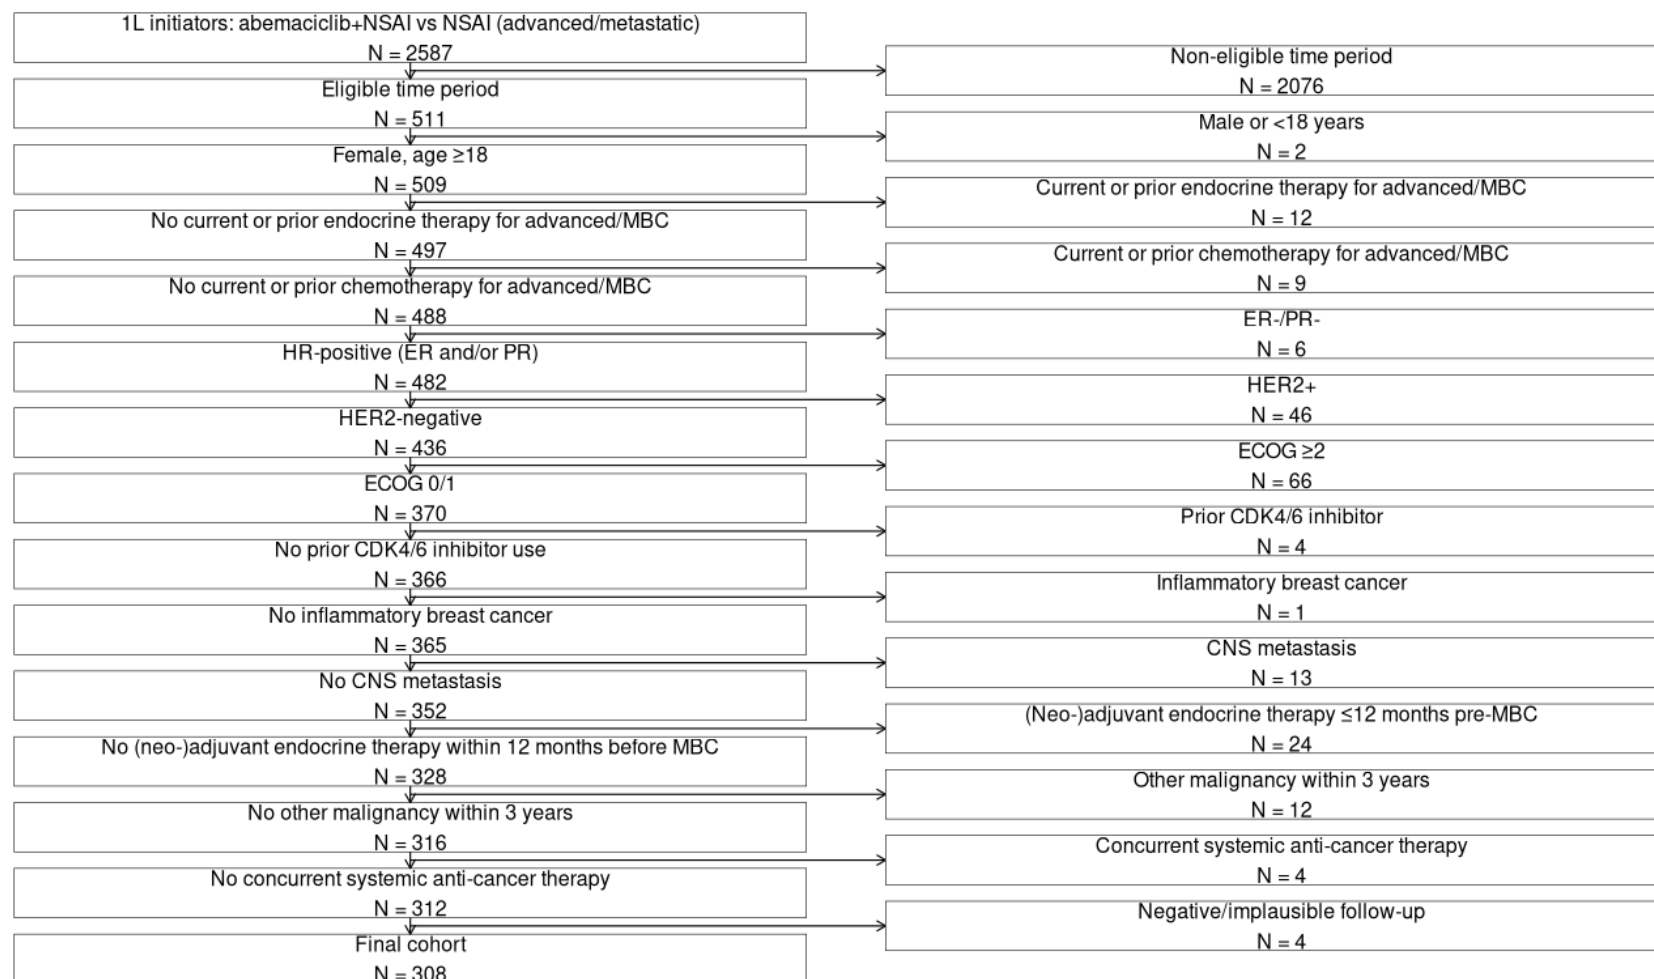 1L initiators: abemaciclib+NSAI vs NSAI (advanced/metastatic)
N = 2587
Non-eligible time period
N = 2076
Eligible time period
N = 511
Male or <18 years
N = 2
Female, age ≥18
N = 509
Current or prior endocrine therapy for advanced/MBC
N = 12
No current or prior endocrine therapy for advanced/MBC
N = 497
Current or prior chemotherapy for advanced/MBC
N = 9
No current or prior chemotherapy for advanced/MBC
N = 488
ER-/PR-
N = 6
HR-positive (ER and/or PR)
N = 482
HER2+
N = 46
HER2-negative
N = 436
ECOG ≥2
N = 66
ECOG 0/1
N = 370
Prior CDK4/6 inhibitor
N = 4
No prior CDK4/6 inhibitor use
N = 366
Inflammatory breast cancer
N = 1
No inflammatory breast cancer
N = 365
CNS metastasis
N = 13
No CNS metastasis
N = 352
(Neo-)adjuvant endocrine therapy ≤12 months pre-MBC
N = 24
No (neo-)adjuvant endocrine therapy within 12 months before MBC
N = 328
Other malignancy within 3 years
N = 12
No other malignancy within 3 years
N = 316
Concurrent systemic anti-cancer therapy
N = 4
No concurrent systemic anti-cancer therapy
N = 312
Negative/implausible follow-up
N = 4
Final cohort
N = 308